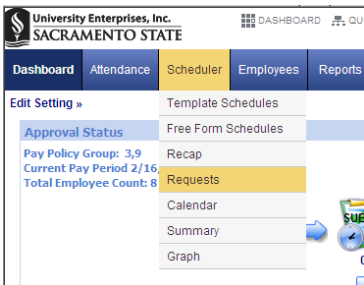 University Enterprises, Inc.
SACRAMENTO STATE
DASHBOARD QU
Dashboard Attendance Scheduler Employees Reports
Edit Setting »
Template Schedules
Free Form Schedules
Recap
Requests
Calendar
Summary
Graph
Approval Status
Pay Policy Group: 3,9
Current Pay Period 2/16,
Total Employee Count: 8
SUB